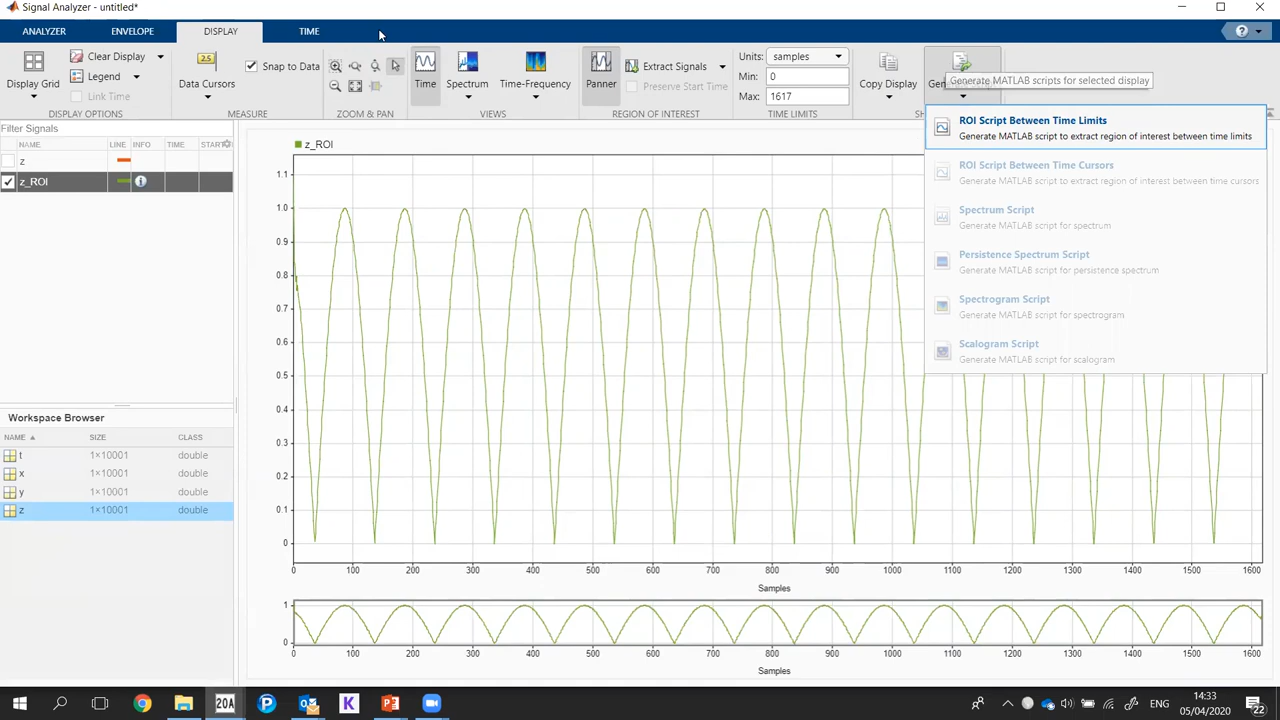 Signal Analyzer - untitled*
ANALYZER ENVELOPE DISPLAY TIME
Display Grid
Clear Display
Legend
Link Time
2.5
Data Cursors
Snap to Data
Time
Spectrum
Time-Frequency
Panner
Extract Signals
Preserve Start Time
Units: samples
Min: 0
Max: 1617
Copy Display
Generate MATLAB scripts for selected display
DISPLAY OPTIONS MEASURE ZOOM & PAN VIEWS REGION OF INTEREST TIME LIMITS SH
Filter Signals
NAME LINE INFO TIME START
z
z_ROI
z_ROI
ROI Script Between Time Limits
Generate MATLAB script to extract region of interest between time limits
ROI Script Between Time Cursors
Generate MATLAB script to extract region of interest between time cursors
Spectrum Script
Generate MATLAB script for spectrum
Persistence Spectrum Script
Generate MATLAB script for persistence spectrum
Spectrogram Script
Generate MATLAB script for spectrogram
Scalogram Script
Generate MATLAB script for scalogram
1.1
1.0
0.9
0.8
0.7
0.6
0.5
0.4
0.3
0.2
0.1
0
0 100 200 300 400 500 600 700 800 900 1000 1100 1200 1300 1400 1500 1600
Samples
1
0
0 100 200 300 400 500 600 700 800 900 1000 1100 1200 1300 1400 1500 1600
Samples
Workspace Browser
NAME SIZE CLASS
t 1×10001 double
x 1×10001 double
y 1×10001 double
z 1×10001 double
20A
ENG
14:33
05/04/2020
22